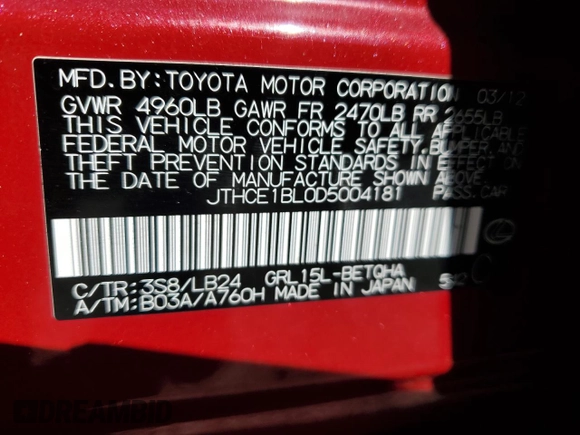 MFD.BY:TOYOTA MOTOR CORPORATION 03/12
GVWR 4960LB GAWR FR 2470LB RR 2655LB
THIS VEHICLE CONFORMS TO ALL APPLICABLE
FEDERAL MOTOR VEHICLE SAFETY,BUMPER, AND
THEFT PREVENTION STANDARDS IN EFFECT ON
THE DATE OF MANUFACTURE SHOWN ABOVE.
JTHCE1BL0D5004181 PASS.CAR
C/TR:3S8/LB24 GRL15L-BETQHA
A/TM:B03A/A760H MADE IN JAPAN
DREAMBID